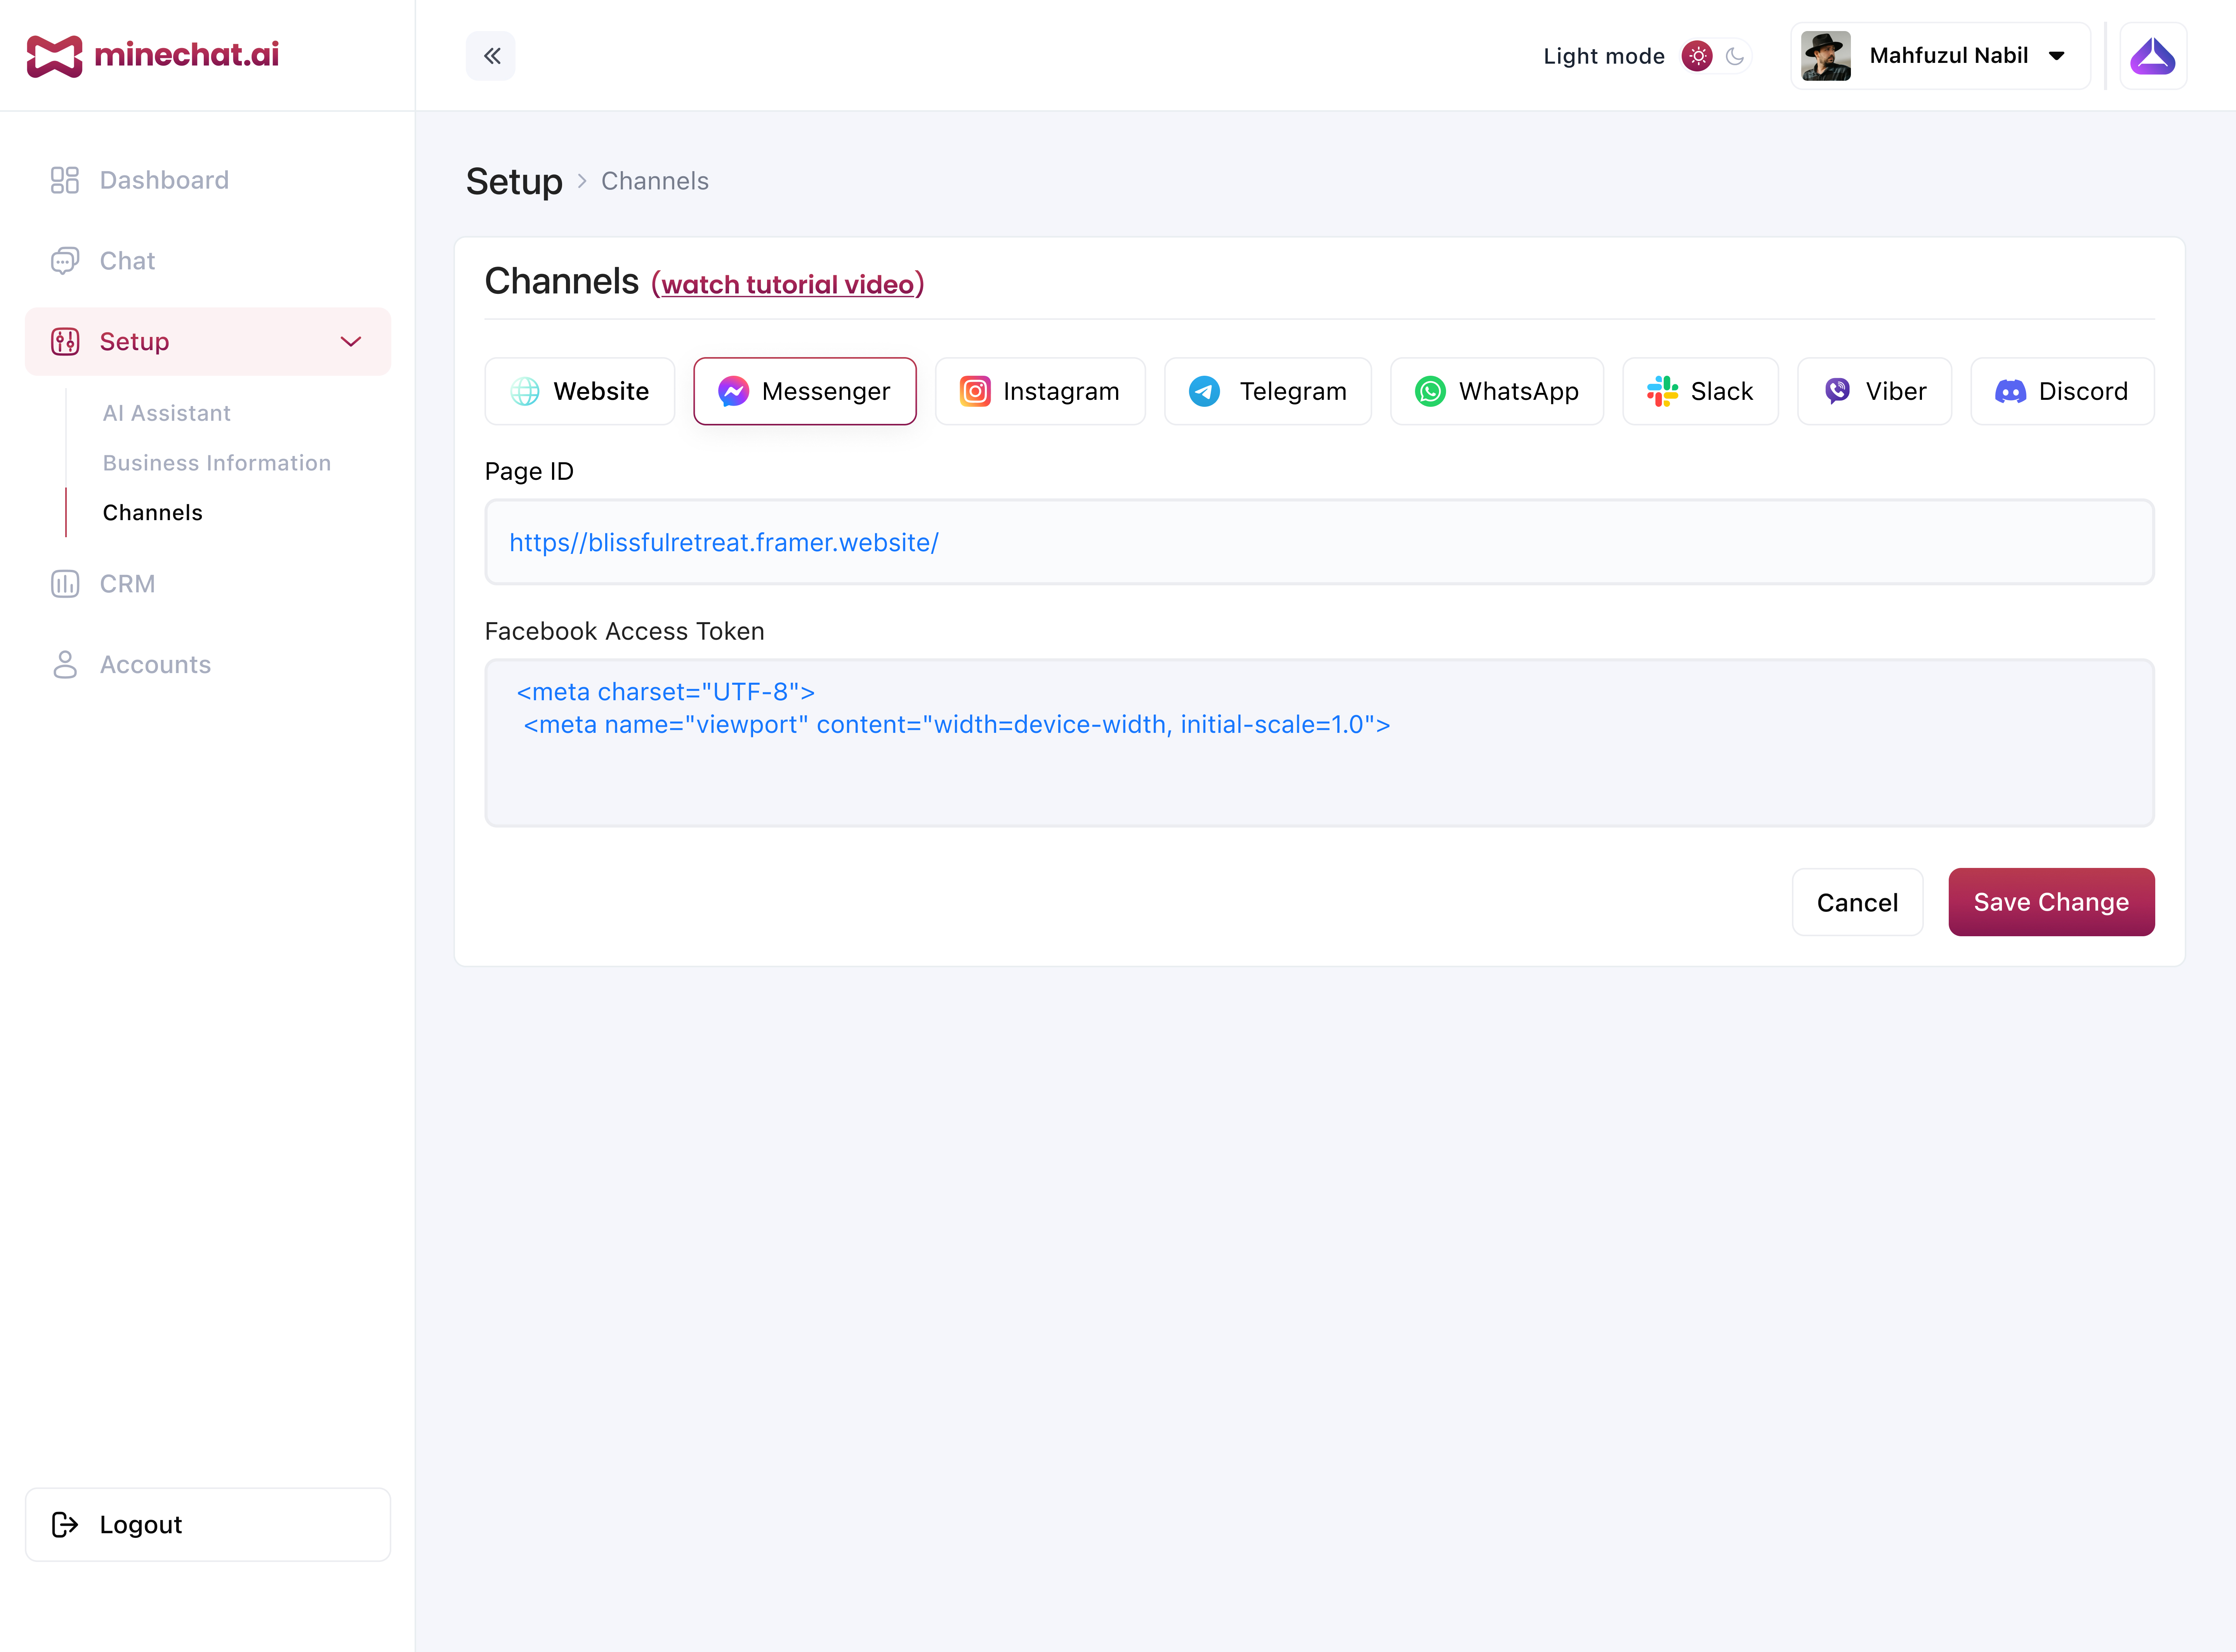 minechat.ai
Light mode
Mahfuzul Nabil
Dashboard
Chat
Setup
AI Assistant
Business Information
Channels
CRM
Accounts
Logout
Setup > Channels
Channels (watch tutorial video)
Website
Messenger
Instagram
Telegram
WhatsApp
Slack
Viber
Discord
Page ID
https//blissfulretreat.framer.website/
Facebook Access Token
<meta charset="UTF-8">
<meta name="viewport" content="width=device-width, initial-scale=1.0">
Cancel
Save Change